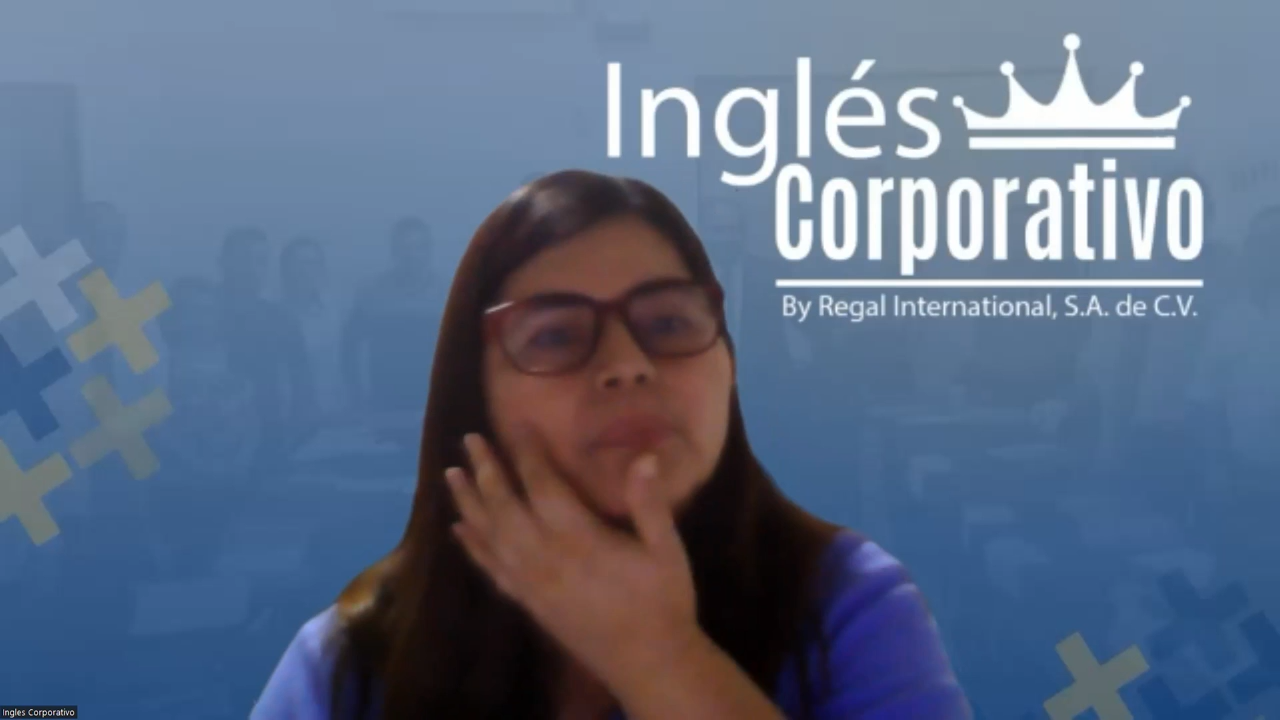 Inglés
Corporativo
By Regal International, S.A. de C.V.
Ingles Corporativo